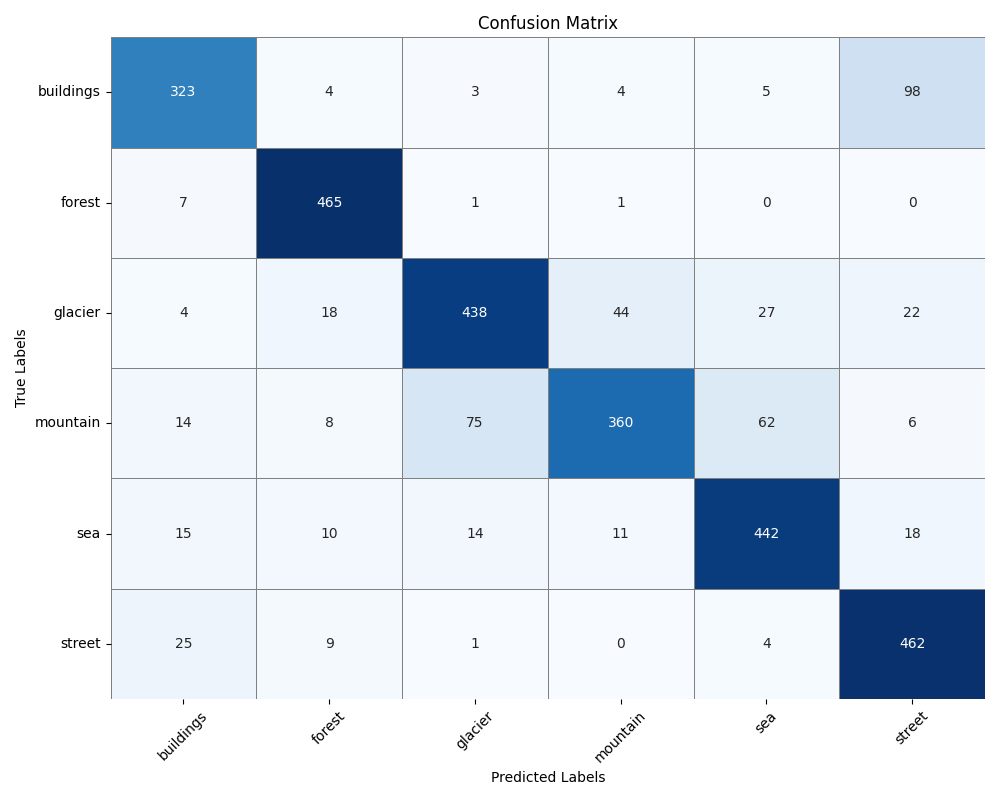 Confusion Matrix
True Labels
buildings 323 4 3 4 5 98
forest 7 465 1 1 0 0
glacier 4 18 438 44 27 22
mountain 14 8 75 360 62 6
sea 15 10 14 11 442 18
street 25 9 1 0 4 462
buildings forest glacier mountain sea street
Predicted Labels